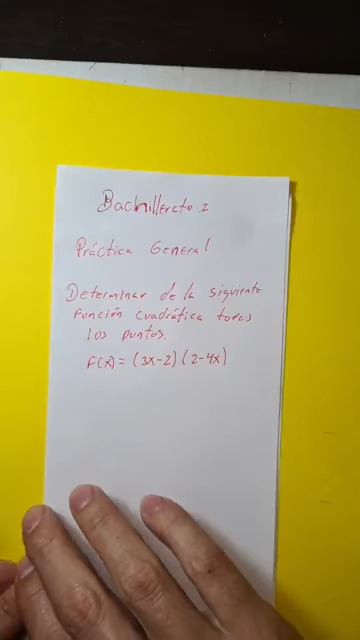 Bachillerato 2
Práctica General
Determinar de la siguiente
función cuadrática todos
los puntos.
f(x) = (3x-2) (2-4x)